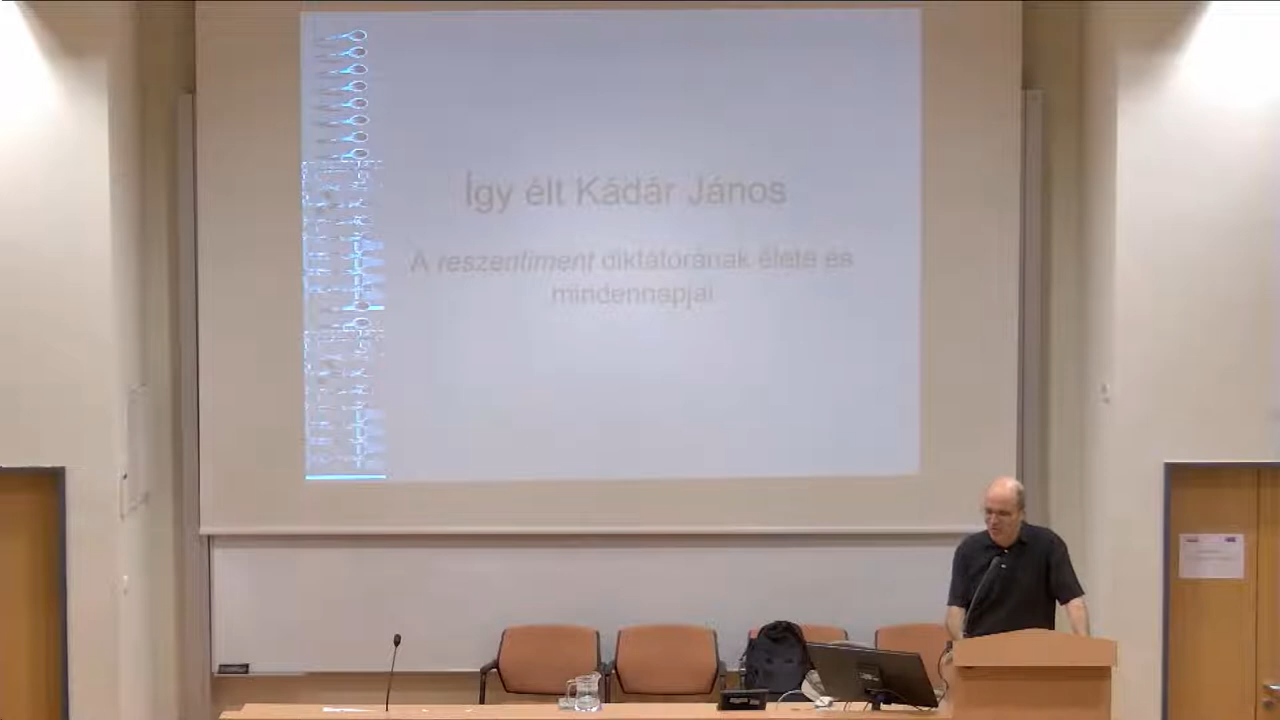 Így élt Kádár János
A reszentiment diktátorának élete és
mindennapjai